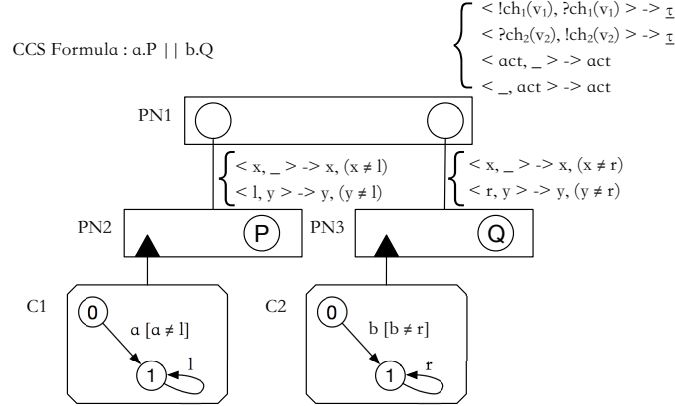 < !ch₁(v₁), ?ch₁(v₁) > -> τ
< ?ch₂(v₂), !ch₂(v₂) > -> τ
CCS Formula : a.P || b.Q
< act, _ > -> act
< _, act > -> act
PN1
< x, _ > -> x, (x ≠ l)
< l, y > -> y, (y ≠ l)
< x, _ > -> x, (x ≠ r)
< r, y > -> y, (y ≠ r)
PN2
P
PN3
Q
C1
0
a [a ≠ l]
1
l
C2
0
b [b ≠ r]
1
r